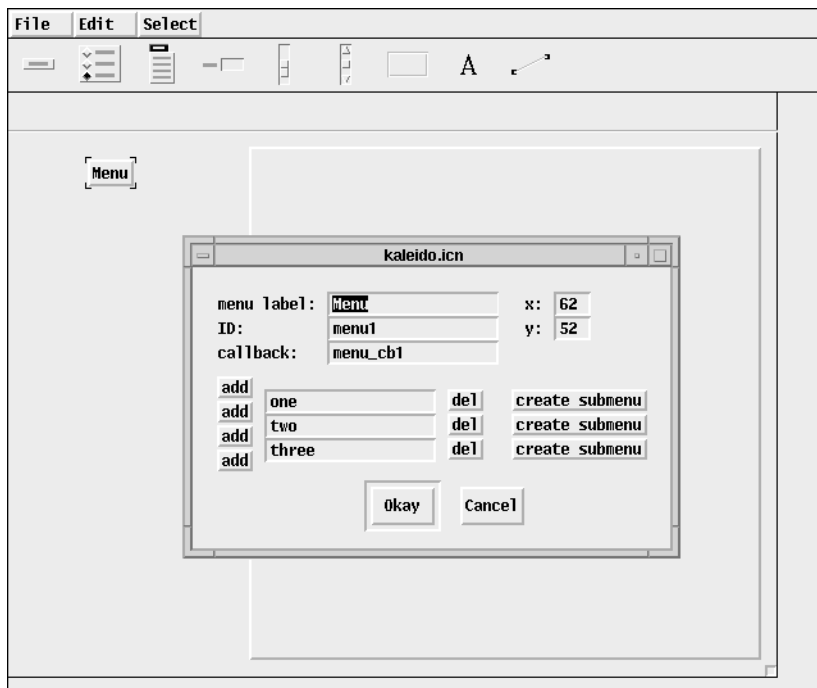 File Edit Select
A
Menu
kaleido.icn
menu label: Menu x: 62
ID: menu1 y: 52
callback: menu_cb1
add
one del create submenu
add
two del create submenu
add
three del create submenu
add
Okay Cancel